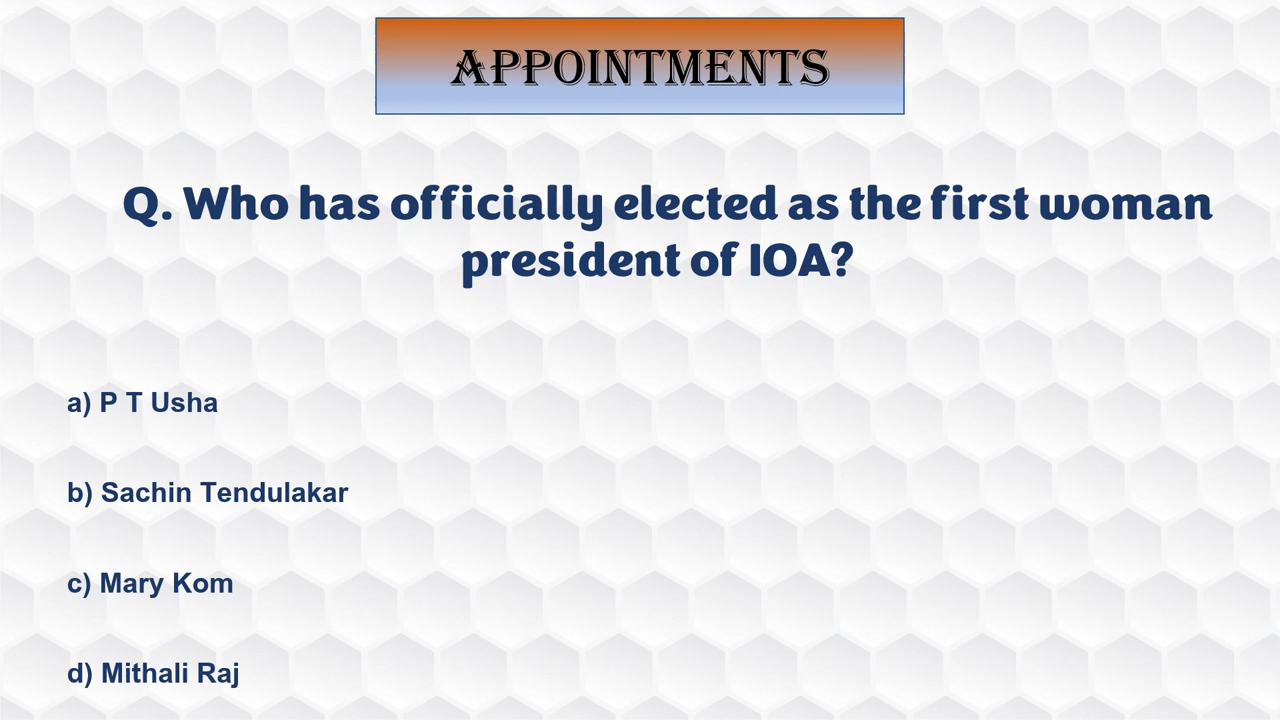 APPOINTMENTS
Q. Who has officially elected as the first woman
president of IOA?
a) P T Usha
b) Sachin Tendulakar
c) Mary Kom
d) Mithali Raj